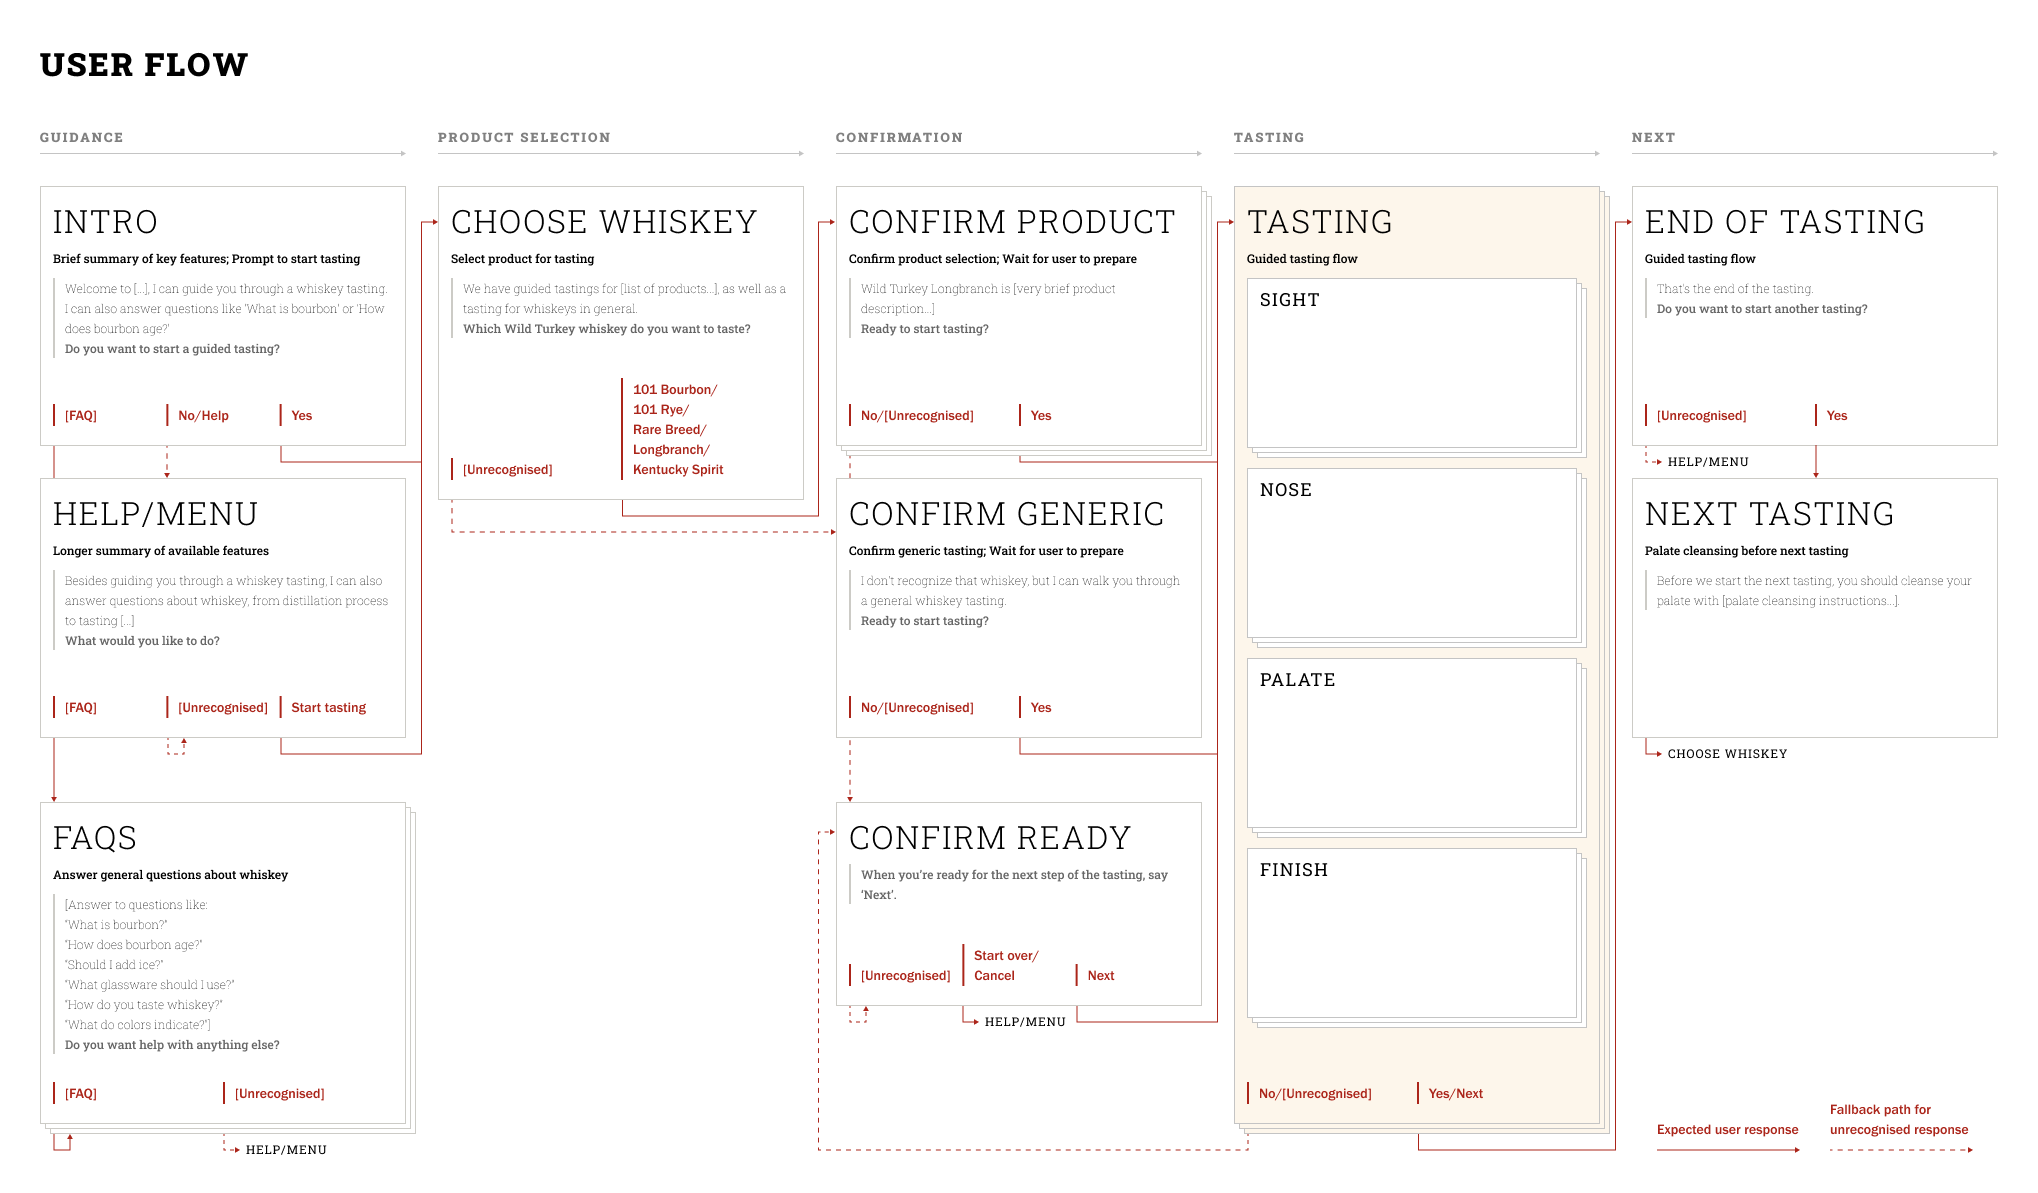 USER FLOW
GUIDANCE
INTRO
Brief summary of key features; Prompt to start tasting
Welcome to [...], I can guide you through a whiskey tasting.
I can also answer questions like 'What is bourbon' or 'How
does bourbon age?'
Do you want to start a guided tasting?
[FAQ]
No/Help
Yes
HELP/MENU
Longer summary of available features
Besides guiding you through a whiskey tasting, I can also
answer questions about whiskey, from distillation process
to tasting [...]
What would you like to do?
[FAQ]
[Unrecognised]
Start tasting
FAQS
Answer general questions about whiskey
[Answer to questions like:
"What is bourbon?"
"How does bourbon age?"
"Should I add ice?"
"What glassware should I use?"
"How do you taste whiskey?"
"What do colors indicate?"]
Do you want help with anything else?
[FAQ]
[Unrecognised]
HELP/MENU
PRODUCT SELECTION
CHOOSE WHISKEY
Select product for tasting
We have guided tastings for [list of products...], as well as a
tasting for whiskeys in general.
Which Wild Turkey whiskey do you want to taste?
[Unrecognised]
101 Bourbon/
101 Rye/
Rare Breed/
Longbranch/
Kentucky Spirit
CONFIRMATION
CONFIRM PRODUCT
Confirm product selection; Wait for user to prepare
Wild Turkey Longbranch is [very brief product
description...]
Ready to start tasting?
No/[Unrecognised]
Yes
CONFIRM GENERIC
Confirm generic tasting; Wait for user to prepare
I don't recognize that whiskey, but I can walk you through
a general whiskey tasting.
Ready to start tasting?
No/[Unrecognised]
Yes
CONFIRM READY
When you're ready for the next step of the tasting, say
'Next'.
[Unrecognised]
Start over/
Cancel
Next
HELP/MENU
TASTING
TASTING
Guided tasting flow
SIGHT
NOSE
PALATE
FINISH
No/[Unrecognised]
Yes/Next
NEXT
END OF TASTING
Guided tasting flow
That's the end of the tasting.
Do you want to start another tasting?
[Unrecognised]
Yes
HELP/MENU
NEXT TASTING
Palate cleansing before next tasting
Before we start the next tasting, you should cleanse your
palate with [palate cleansing instructions...].
CHOOSE WHISKEY
Expected user response
Fallback path for
unrecognised response